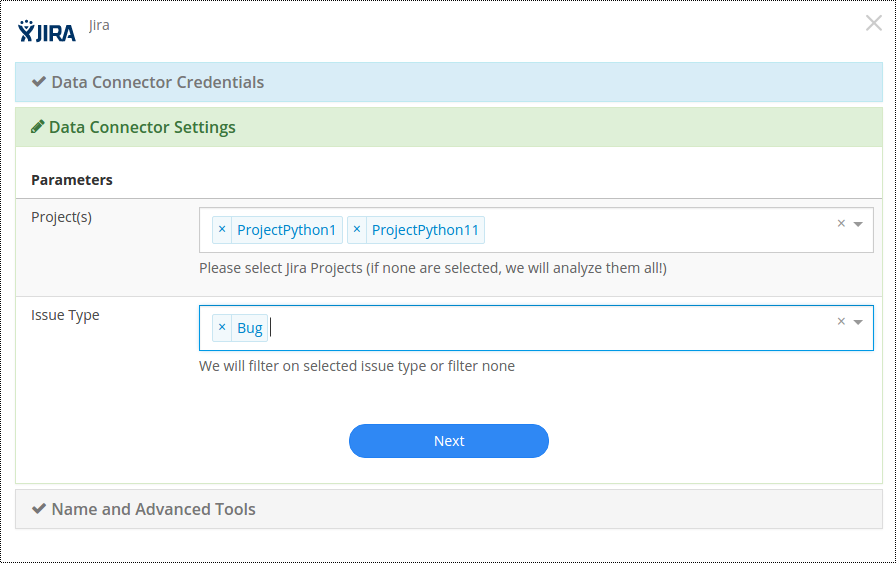 JIRA Jira
Data Connector Credentials
Data Connector Settings
Parameters
Project(s)
× ProjectPython1 × ProjectPython11 ×
Please select Jira Projects (if none are selected, we will analyze them all!)
Issue Type
× Bug ×
We will filter on selected issue type or filter none
Next
Name and Advanced Tools